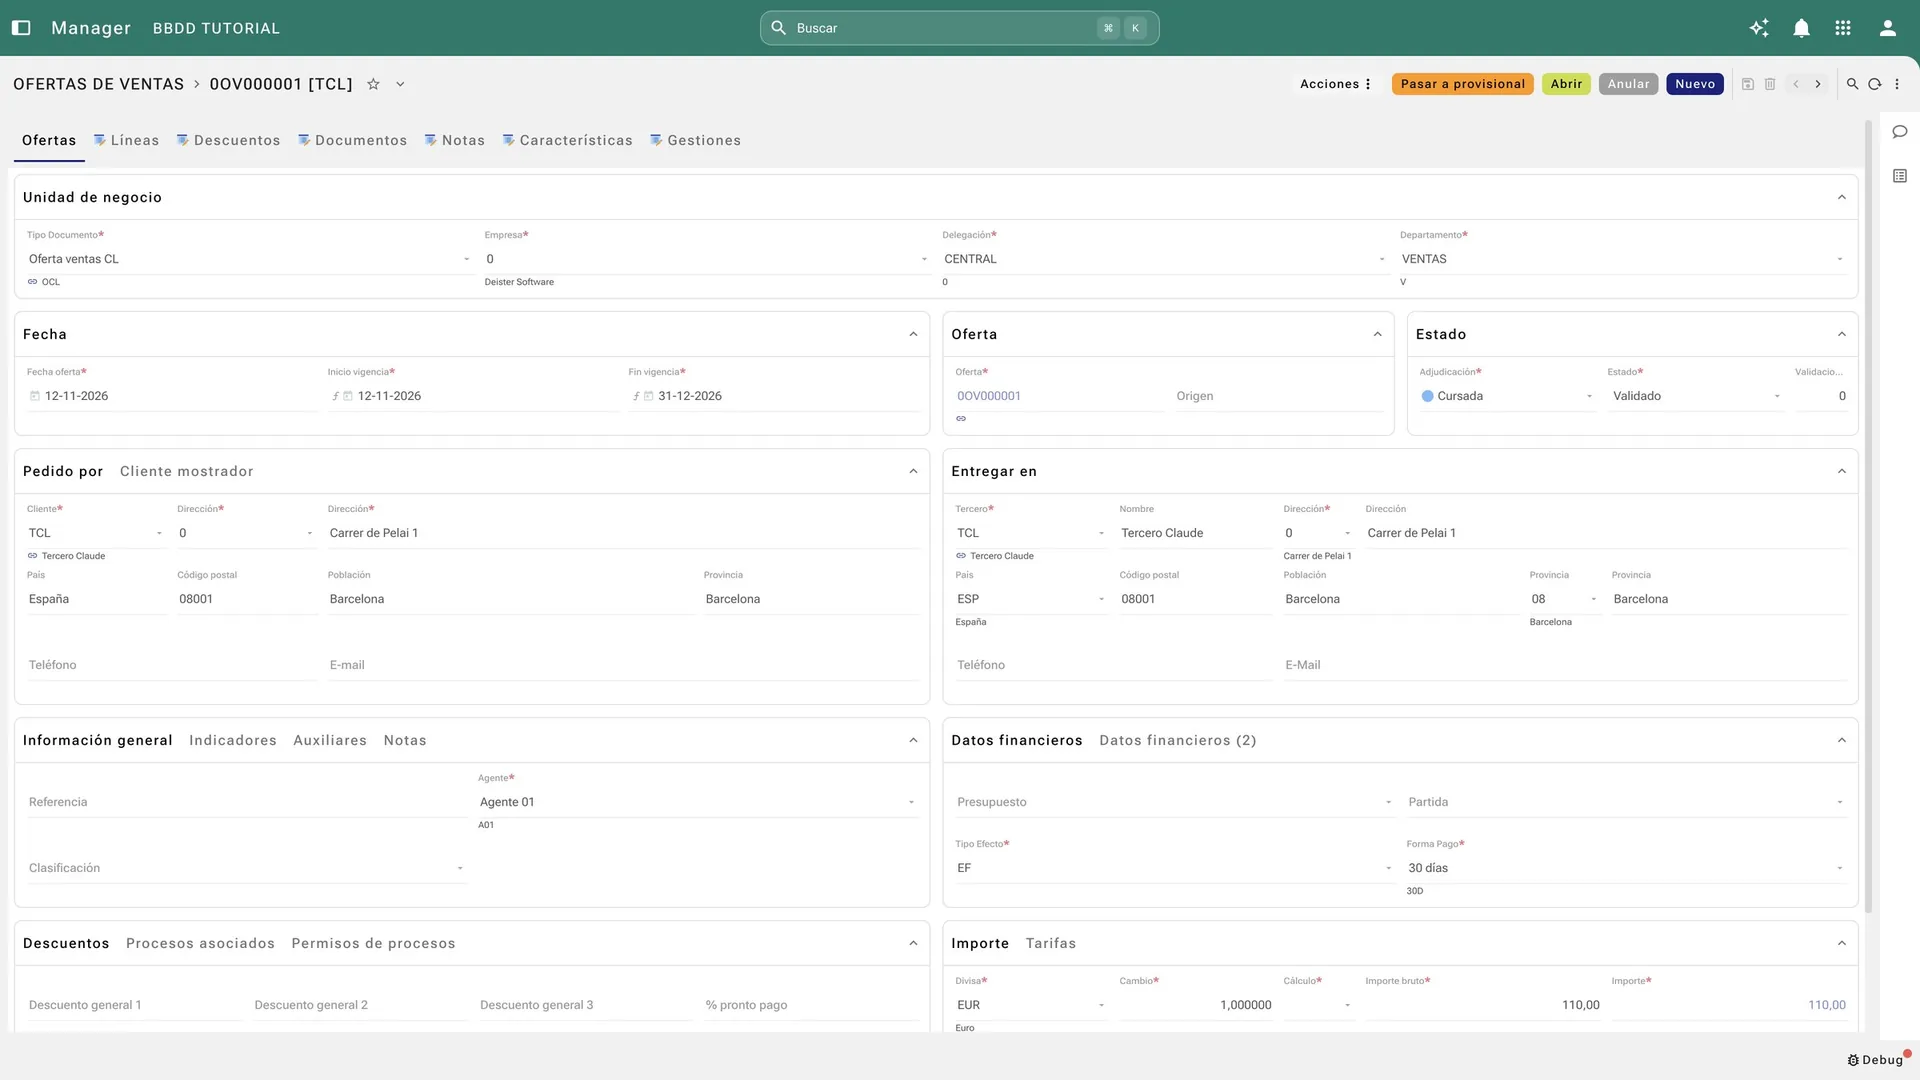 Manager BBDD TUTORIAL Buscar ⌘ K
OFERTAS DE VENTAS › 0OV000001 [TCL] Acciones Pasar a provisional Abrir Anular Nuevo
Ofertas Líneas Descuentos Documentos Notas Características Gestiones
Unidad de negocio
Tipo Documento* Empresa* Delegación* Departamento*
Oferta ventas CL 0 CENTRAL VENTAS
OCL Deister Software 0 V
Fecha Oferta Estado
Fecha oferta* Inicio vigencia* Fin vigencia* Oferta* Adjudicación* Estado* Validacio...
12-11-2026 12-11-2026 31-12-2026 0OV000001 Origen Cursada Validado 0
Pedido por Cliente mostrador Entregar en
Cliente* Dirección* Dirección* Tercero* Nombre Dirección* Dirección
TCL 0 Carrer de Pelai 1 TCL Tercero Claude 0 Carrer de Pelai 1
Tercero Claude Tercero Claude Carrer de Pelai 1
País Código postal Población Provincia País Código postal Población Provincia Provincia
España 08001 Barcelona Barcelona ESP 08001 Barcelona 08 Barcelona
España Barcelona
Teléfono E-mail Teléfono E-Mail
Información general Indicadores Auxiliares Notas Datos financieros Datos financieros (2)
Agente*
Referencia Agente 01 Presupuesto Partida
A01
Tipo Efecto* Forma Pago*
Clasificación EF 30 días
30D
Descuentos Procesos asociados Permisos de procesos Importe Tarifas
Divisa* Cambio* Cálculo* Importe bruto* Importe*
Descuento general 1 Descuento general 2 Descuento general 3 % pronto pago EUR 1,000000 110,00 110,00
Euro
Debug